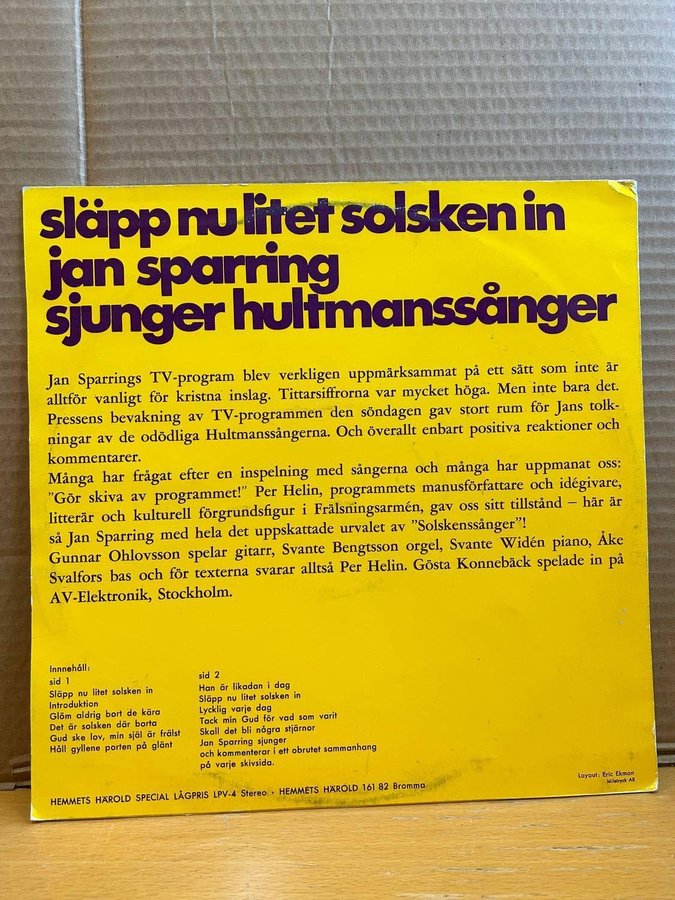 släpp nu litet solsken in
jan sparring
sjunger hultmanssånger
Jan Sparrings TV-program blev verkligen uppmärksammat på ett sätt som inte är
alltför vanligt för kristna inslag. Tittarsiffrorna var mycket höga. Men inte bara det.
Pressens bevakning av TV-programmen den söndagen gav stort rum för Jans tolk-
ningar av de odödliga Hultmanssångerna. Och överallt enbart positiva reaktioner och
kommentarer.
Många har frågat efter en inspelning med sångerna och många har uppmanat oss:
"Gör skiva av programmet!" Per Helin, programmets manusförfattare och idégivare,
litterär och kulturell förgrundsfigur i Frälsningsarmén, gav oss sitt tillstånd – här är
så Jan Sparring med hela det uppskattade urvalet av "Solskenssånger"!
Gunnar Ohlovsson spelar gitarr, Svante Bengtsson orgel, Svante Widén piano, Åke
Svalfors bas och för texterna svarar alltså Per Helin. Gösta Konnebäck spelade in på
AV-Elektronik, Stockholm.
Innnehåll:
sid 1
Släpp nu litet solsken in
Introduktion
Glöm aldrig bort de kära
Det är solsken där borta
Gud ske lov, min själ är frälst
Håll gyllene porten på glänt
sid 2
Han är likadan i dag
Släpp nu litet solsken in
Lycklig varje dag
Tack min Gud för vad som varit
Skall det bli några stjärnor
Jan Sparring sjunger
och kommenterar i ett obrutet sammanhang
på varje skivsida.
Layout: Eric Ekman
Miletryck AB
HEMMETS HÄROLD SPECIAL LÅGPRIS LPV-4 Stereo · HEMMETS HÄROLD 161 82 Bromma